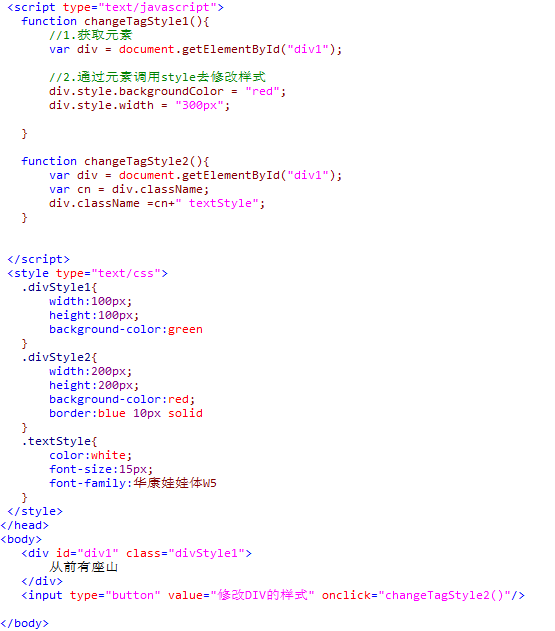 <script type="text/javascript">
function changeTagStyle1(){
//1.获取元素
var div = document.getElementById("div1");
//2.通过元素调用style去修改样式
div.style.backgroundColor = "red";
div.style.width = "300px";
}
function changeTagStyle2(){
var div = document.getElementById("div1");
var cn = div.className;
div.className =cn+" textStyle";
}
</script>
<style type="text/css">
.divStyle1{
width:100px;
height:100px;
background-color:green
}
.divStyle2{
width:200px;
height:200px;
background-color:red;
border:blue 10px solid
}
.textStyle{
color:white;
font-size:15px;
font-family:华康娃娃体W5
}
</style>
</head>
<body>
<div id="div1" class="divStyle1">
从前有座山
</div>
<input type="button" value="修改DIV的样式" onclick="changeTagStyle2()"/>
</body>